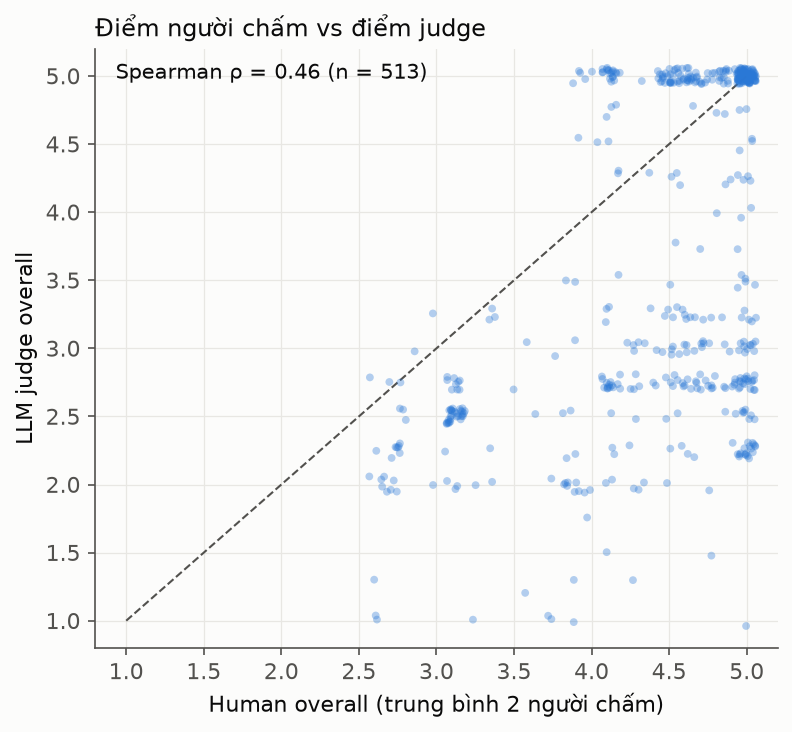 Điểm người chấm vs điểm judge
Spearman ρ = 0.46 (n = 513)
5.0
4.5
4.0
3.5
3.0
2.5
2.0
1.5
1.0
LLM judge overall
1.0 1.5 2.0 2.5 3.0 3.5 4.0 4.5 5.0
Human overall (trung bình 2 người chấm)